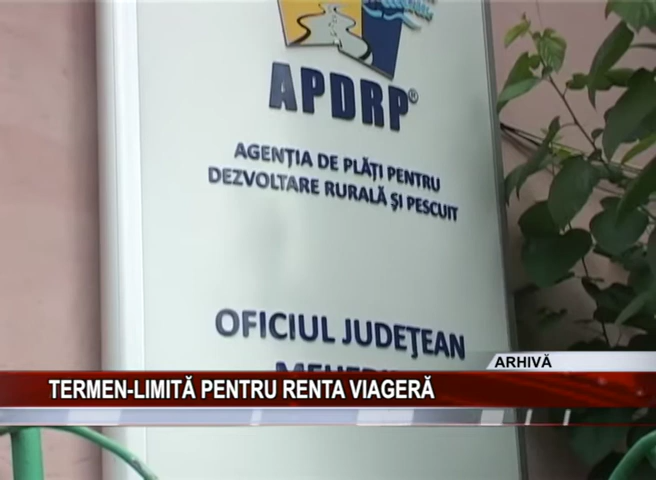 APDRP®
AGENȚIA DE PLĂȚI PENTRU
DEZVOLTARE RURALĂ ȘI PESCUIT
OFICIUL JUDEȚEAN
ARHIVĂ
TERMEN-LIMITĂ PENTRU RENTA VIAGERĂ